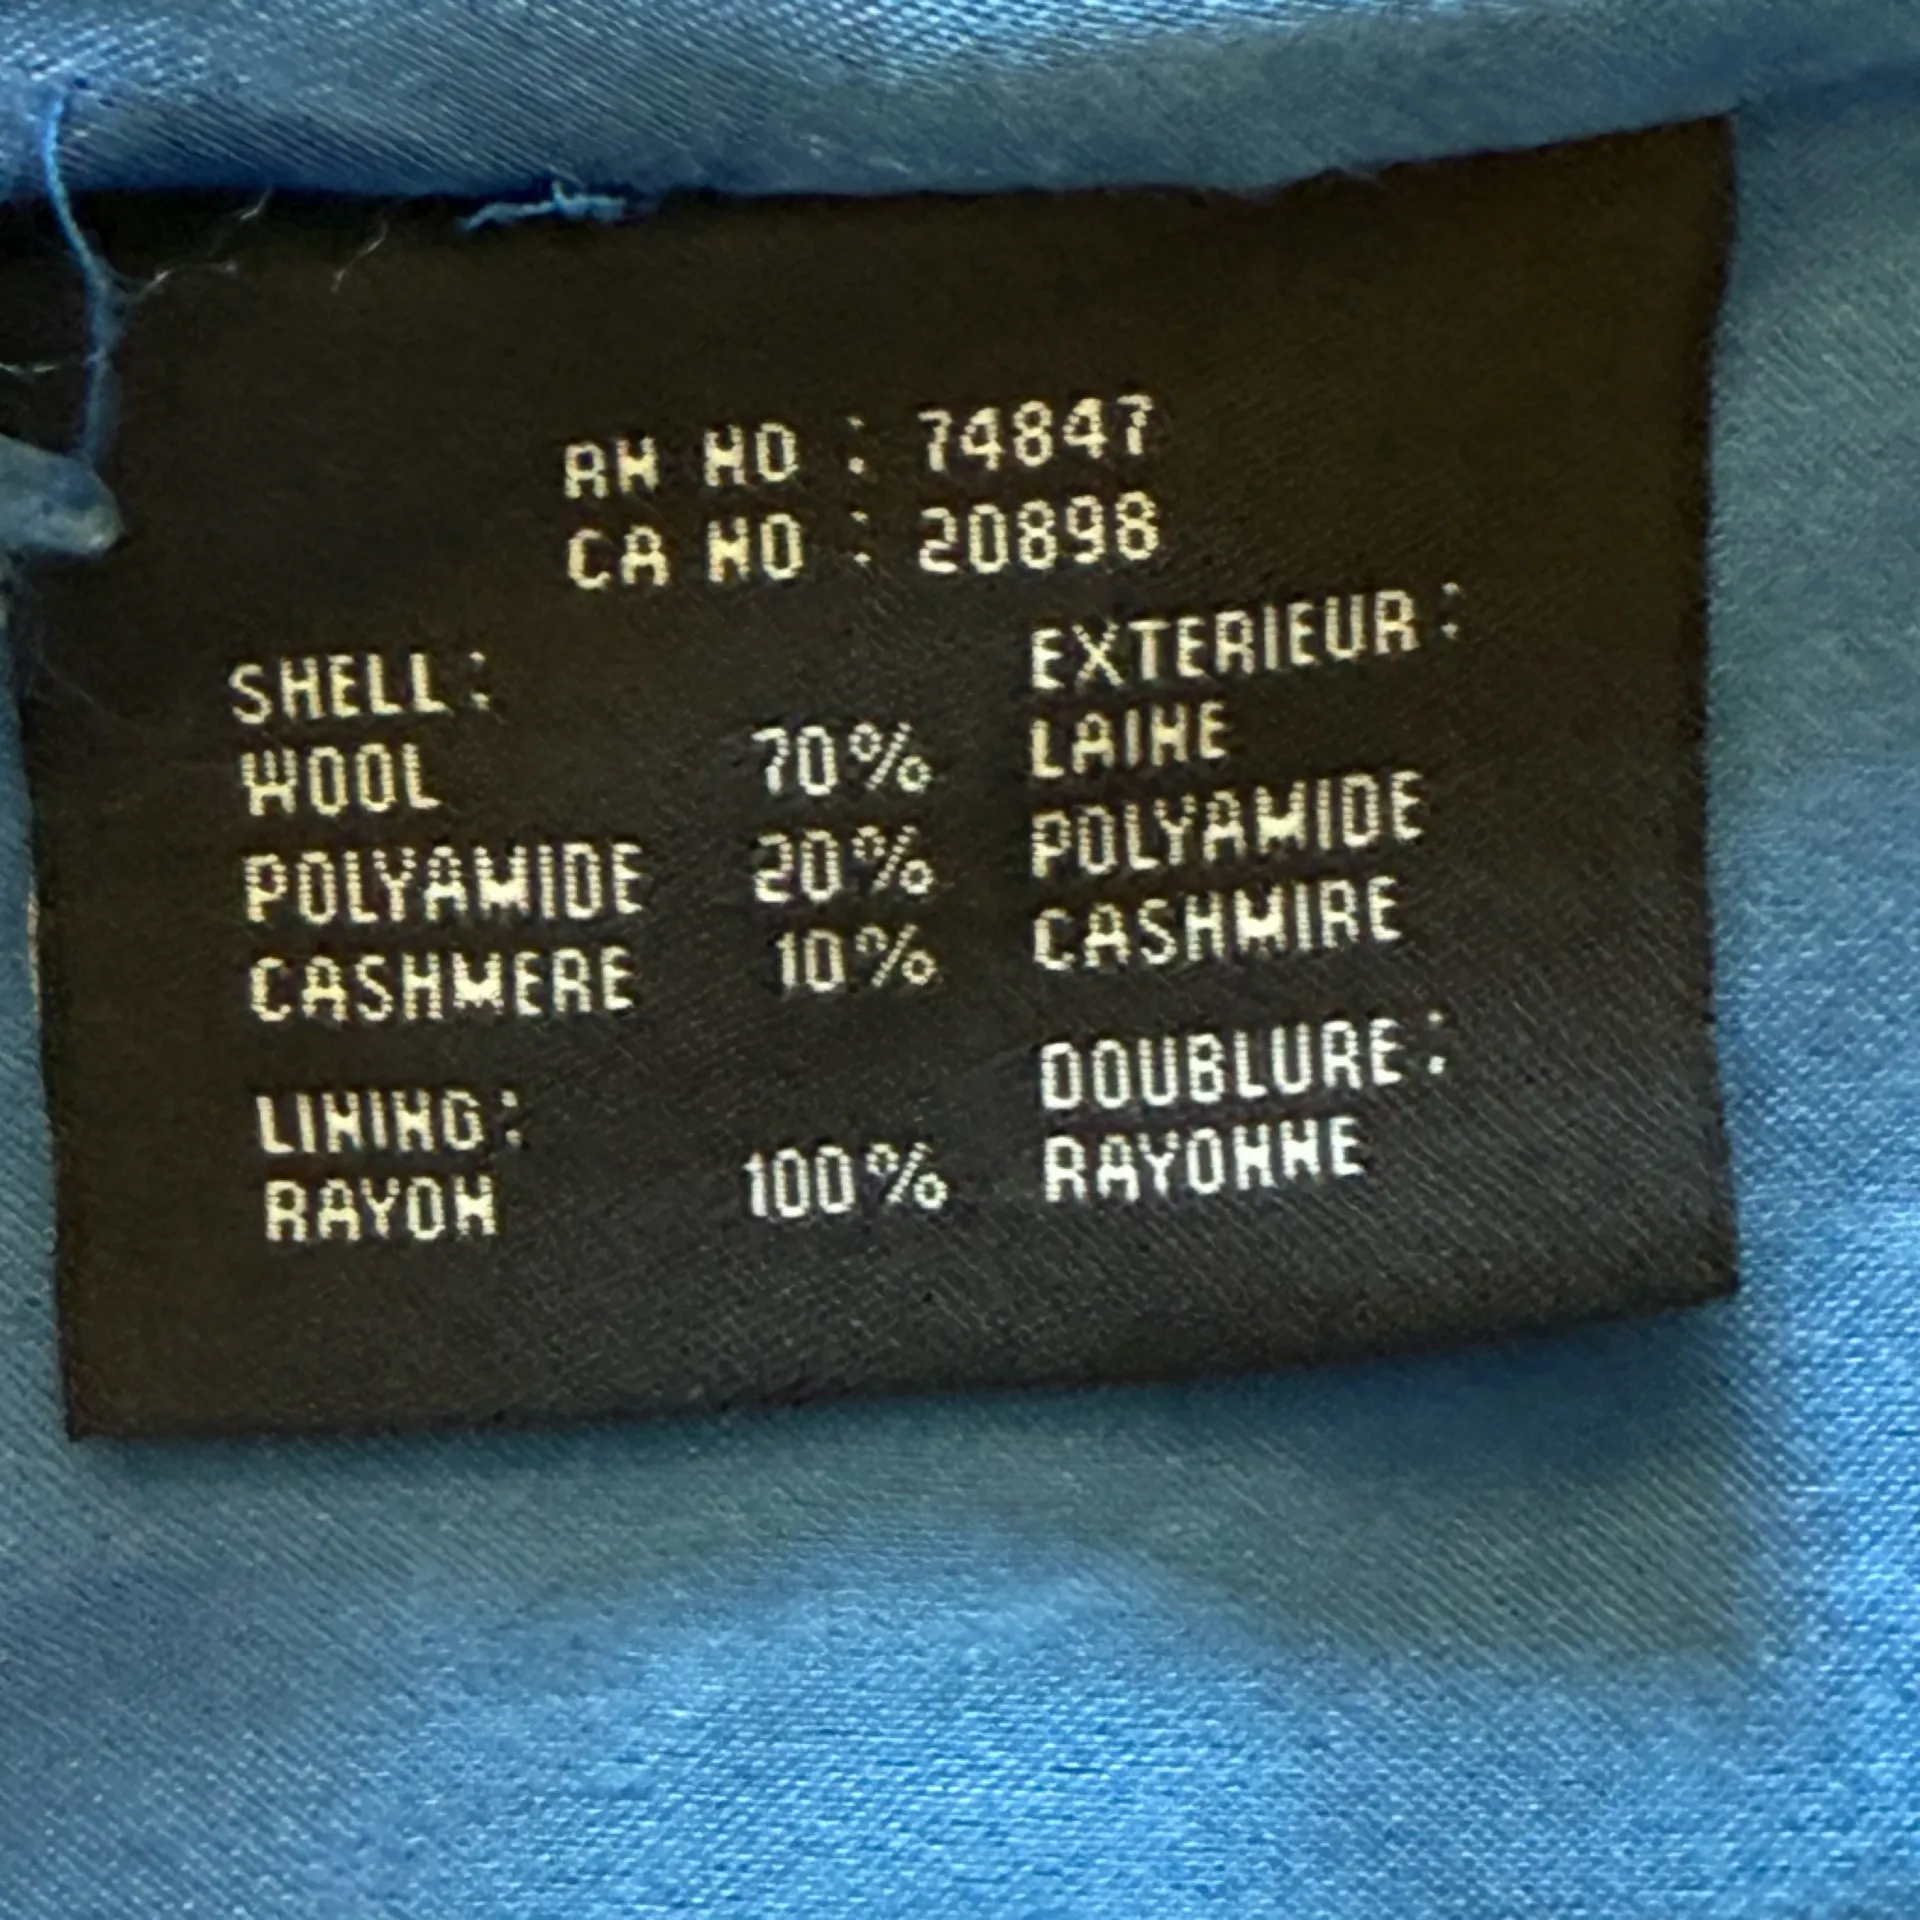 RN NO : 74847
CA NO : 20898
SHELL: EXTERIEUR:
WOOL 70% LAINE
POLYAMIDE 20% POLYAMIDE
CASHMERE 10% CASHMIRE
LINING: DOUBLURE:
RAYON 100% RAYONNE